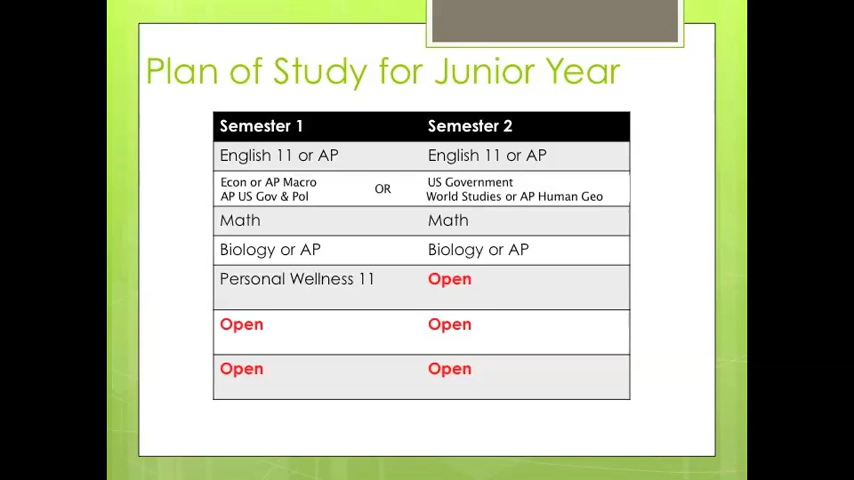 Plan of Study for Junior Year
Semester 1 Semester 2
English 11 or AP English 11 or AP
Econ or AP Macro US Government
AP US Gov & Pol OR World Studies or AP Human Geo
Math Math
Biology or AP Biology or AP
Personal Wellness 11 Open
Open Open
Open Open